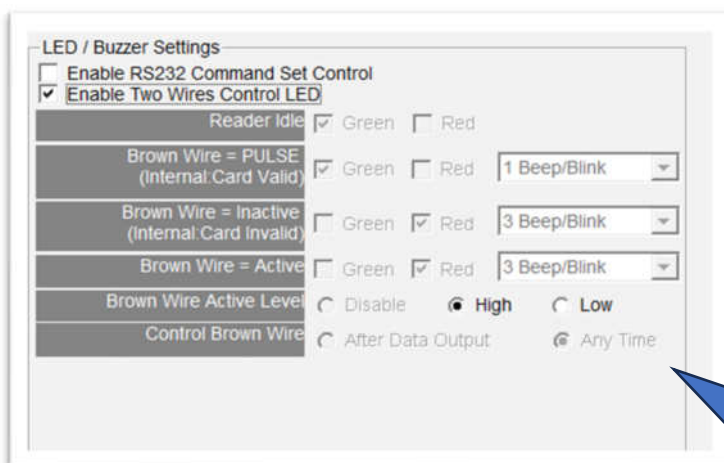 LED / Buzzer Settings
Enable RS232 Command Set Control
Enable Two Wires Control LED
Reader Idle Green Red
Brown Wire = PULSE
(Internal:Card Valid) Green Red 1 Beep/Blink
Brown Wire = Inactive
(Internal:Card Invalid) Green Red 3 Beep/Blink
Brown Wire = Active Green Red 3 Beep/Blink
Brown Wire Active Level Disable High Low
Control Brown Wire After Data Output Any Time